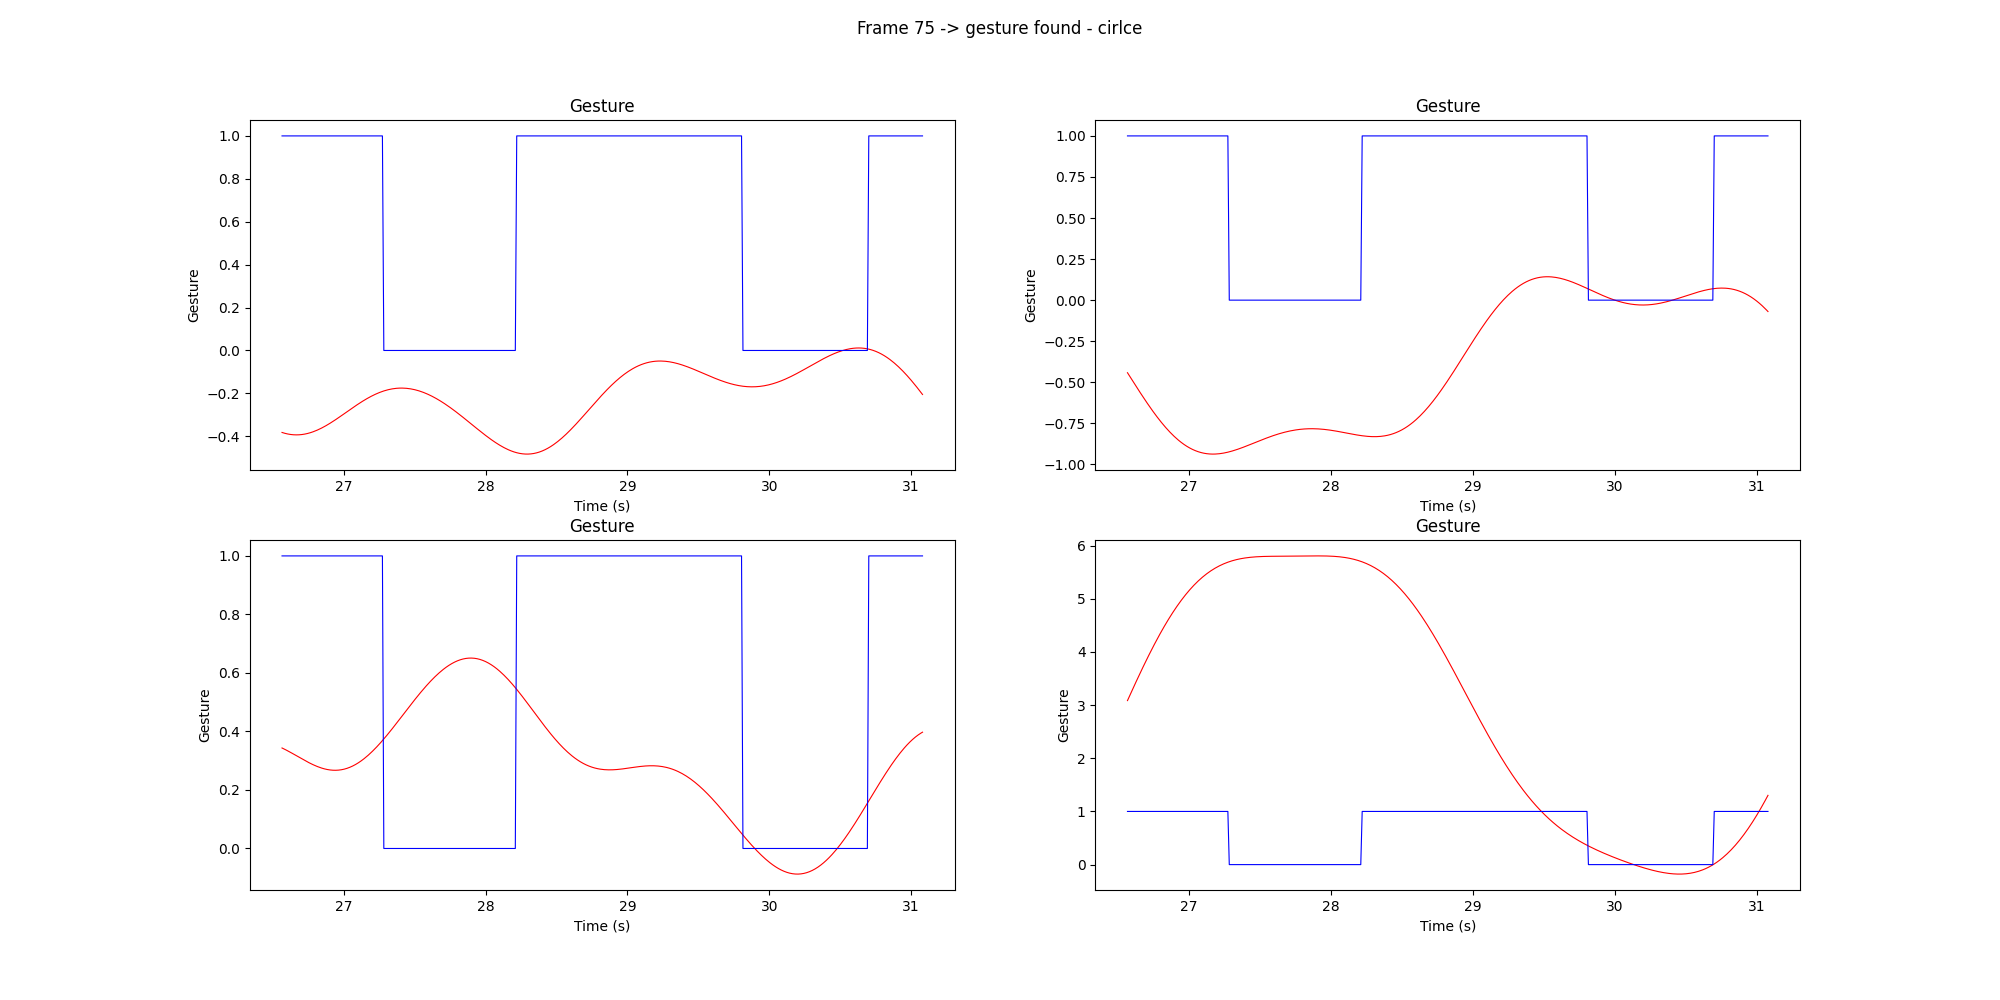 Frame 75 -> gesture found - cirlce
Gesture
1.0
0.8
0.6
0.4
0.2
0.0
−0.2
−0.4
Gesture
27 28 29 30 31
Time (s)
Gesture
1.00
0.75
0.50
0.25
0.00
−0.25
−0.50
−0.75
−1.00
Gesture
27 28 29 30 31
Time (s)
Gesture
1.0
0.8
0.6
0.4
0.2
0.0
Gesture
27 28 29 30 31
Time (s)
Gesture
6
5
4
3
2
1
0
Gesture
27 28 29 30 31
Time (s)